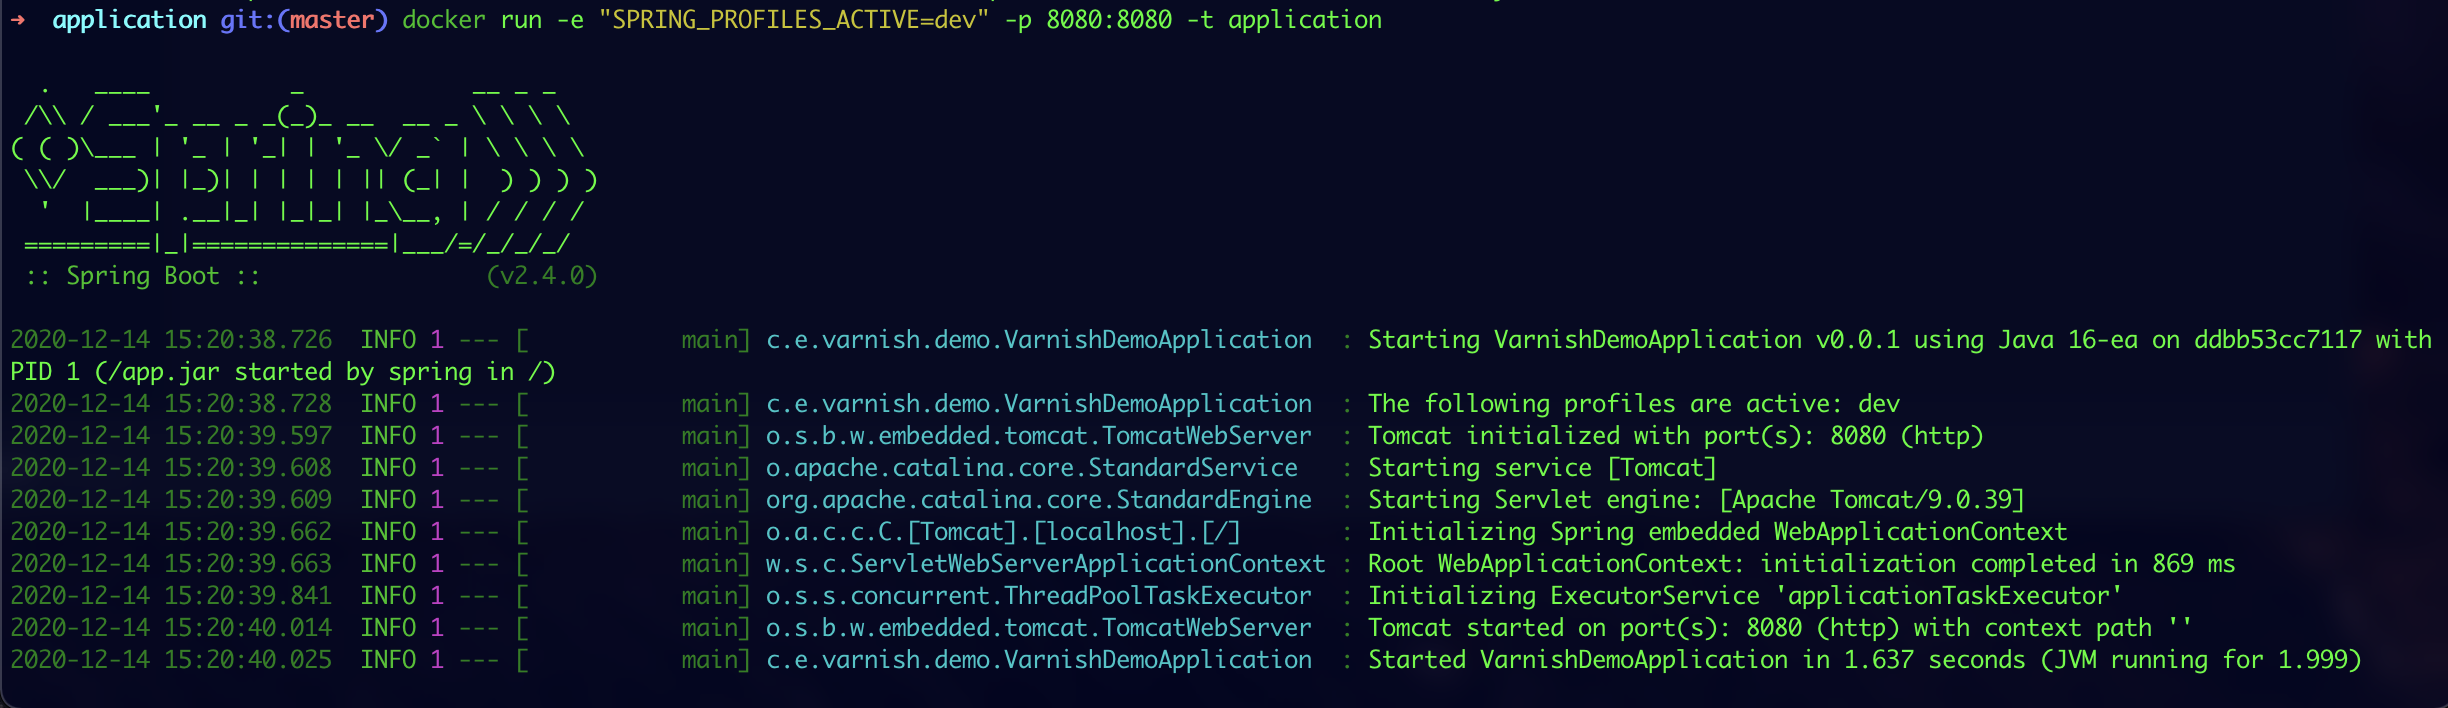 ➜  application git:(master) docker run -e "SPRING_PROFILES_ACTIVE=dev" -p 8080:8080 -t application

  .   ____          _            __ _ _
 /\\ / ___'_ __ _ _(_)_ __  __ _ \ \ \ \
( ( )\___ | '_ | '_| | '_ \/ _` | \ \ \ \
 \\/  ___)| |_)| | | | | || (_| |  ) ) ) )
  '  |____| .__|_| |_|_| |_\__, | / / / /
 =========|_|==============|___/=/_/_/_/
 :: Spring Boot ::                (v2.4.0)

2020-12-14 15:20:38.726  INFO 1 --- [           main] c.e.varnish.demo.VarnishDemoApplication  : Starting VarnishDemoApplication v0.0.1 using Java 16-ea on ddbb53cc7117 with
PID 1 (/app.jar started by spring in /)
2020-12-14 15:20:38.728  INFO 1 --- [           main] c.e.varnish.demo.VarnishDemoApplication  : The following profiles are active: dev
2020-12-14 15:20:39.597  INFO 1 --- [           main] o.s.b.w.embedded.tomcat.TomcatWebServer  : Tomcat initialized with port(s): 8080 (http)
2020-12-14 15:20:39.608  INFO 1 --- [           main] o.apache.catalina.core.StandardService   : Starting service [Tomcat]
2020-12-14 15:20:39.609  INFO 1 --- [           main] org.apache.catalina.core.StandardEngine  : Starting Servlet engine: [Apache Tomcat/9.0.39]
2020-12-14 15:20:39.662  INFO 1 --- [           main] o.a.c.c.C.[Tomcat].[localhost].[/]       : Initializing Spring embedded WebApplicationContext
2020-12-14 15:20:39.663  INFO 1 --- [           main] w.s.c.ServletWebServerApplicationContext : Root WebApplicationContext: initialization completed in 869 ms
2020-12-14 15:20:39.841  INFO 1 --- [           main] o.s.s.concurrent.ThreadPoolTaskExecutor  : Initializing ExecutorService 'applicationTaskExecutor'
2020-12-14 15:20:40.014  INFO 1 --- [           main] o.s.b.w.embedded.tomcat.TomcatWebServer  : Tomcat started on port(s): 8080 (http) with context path ''
2020-12-14 15:20:40.025  INFO 1 --- [           main] c.e.varnish.demo.VarnishDemoApplication  : Started VarnishDemoApplication in 1.637 seconds (JVM running for 1.999)